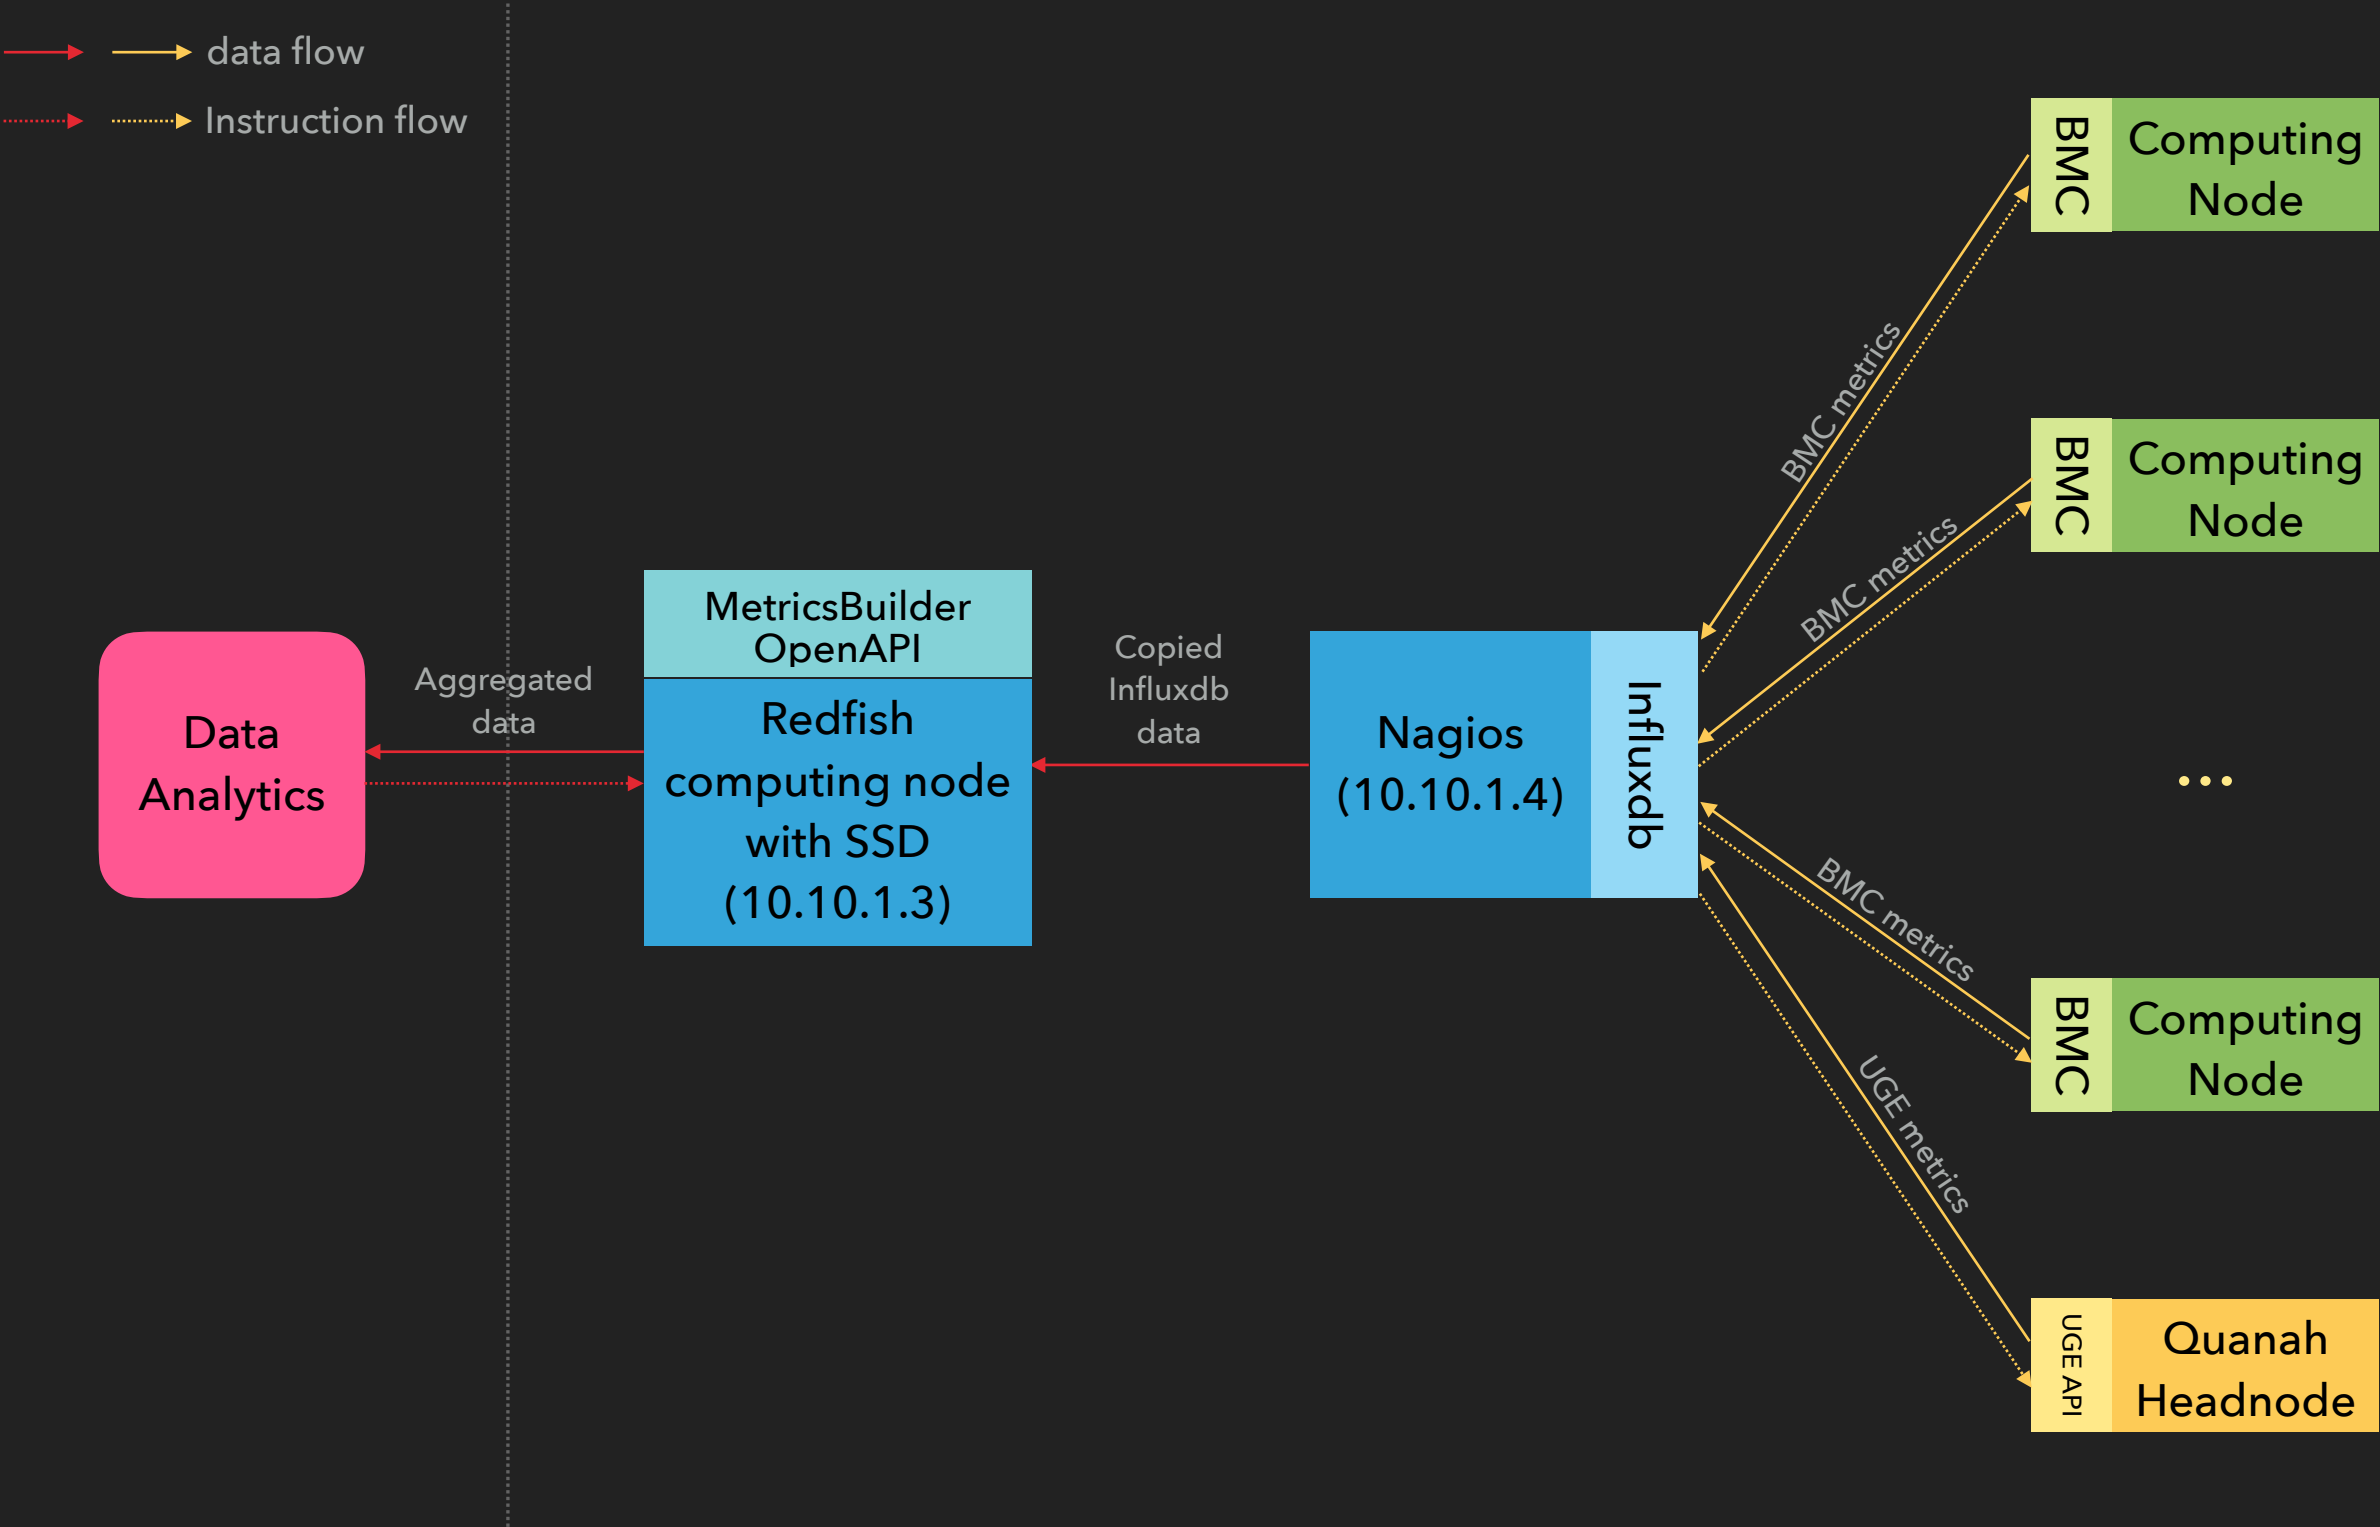 data flow
Instruction flow
BMC
Computing
Node
BMC metrics
BMC
Computing
Node
BMC metrics
MetricsBuilder
OpenAPI
Redfish
computing node
with SSD
(10.10.1.3)
Aggregated
data
Data
Analytics
Copied
Influxdb
data
Nagios
(10.10.1.4)
Influxdb
...
BMC metrics
BMC
Computing
Node
UGE metrics
UGE API
Quanah
Headnode